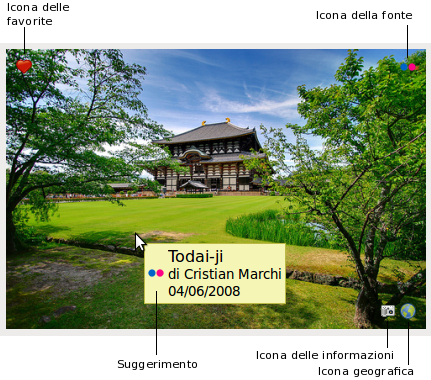 Icona delle
favorite
Icona della fonte
Todai-ji
di Cristian Marchi
04/06/2008
Suggerimento
Icona delle informazioni
Icona geografica